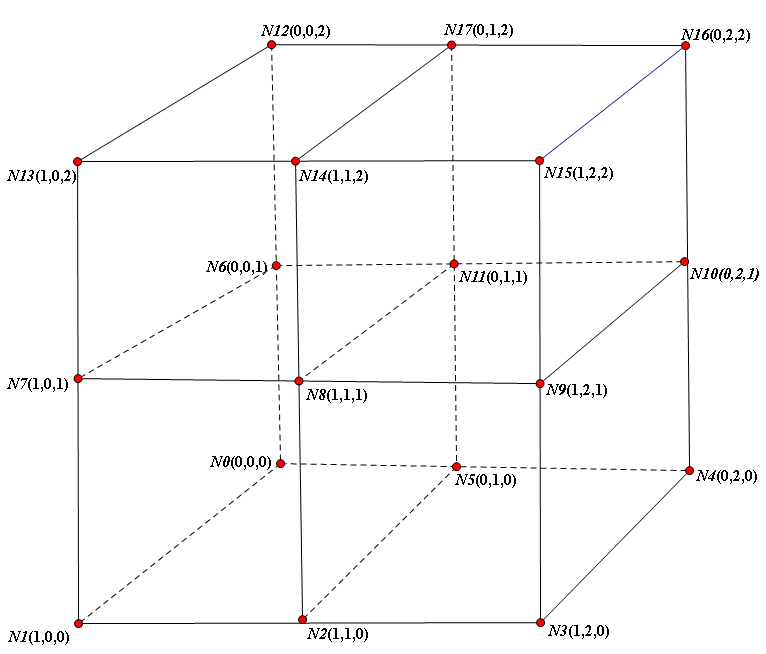 N12(0,0,2)
N17(0,1,2)
N16(0,2,2)
N13(1,0,2)
N14(1,1,2)
N15(1,2,2)
N6(0,0,1)
N11(0,1,1)
N10(0,2,1)
N7(1,0,1)
N8(1,1,1)
N9(1,2,1)
N0(0,0,0)
N5(0,1,0)
N4(0,2,0)
N1(1,0,0)
N2(1,1,0)
N3(1,2,0)